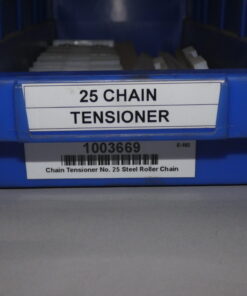 25 CHAIN
TENSIONER
1003669
Chain Tensioner No. 25 Steel Roller Chain